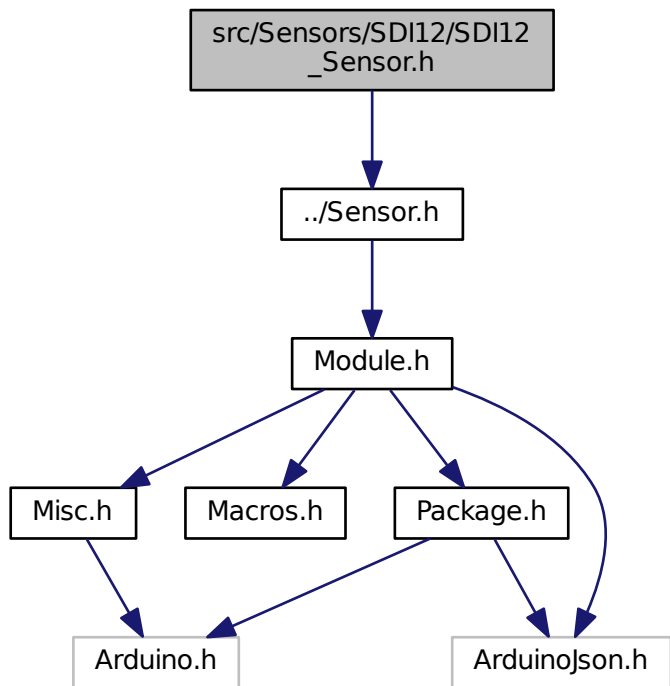 src/Sensors/SDI12/SDI12
_Sensor.h
../Sensor.h
Module.h
Misc.h
Macros.h
Package.h
Arduino.h
ArduinoJson.h